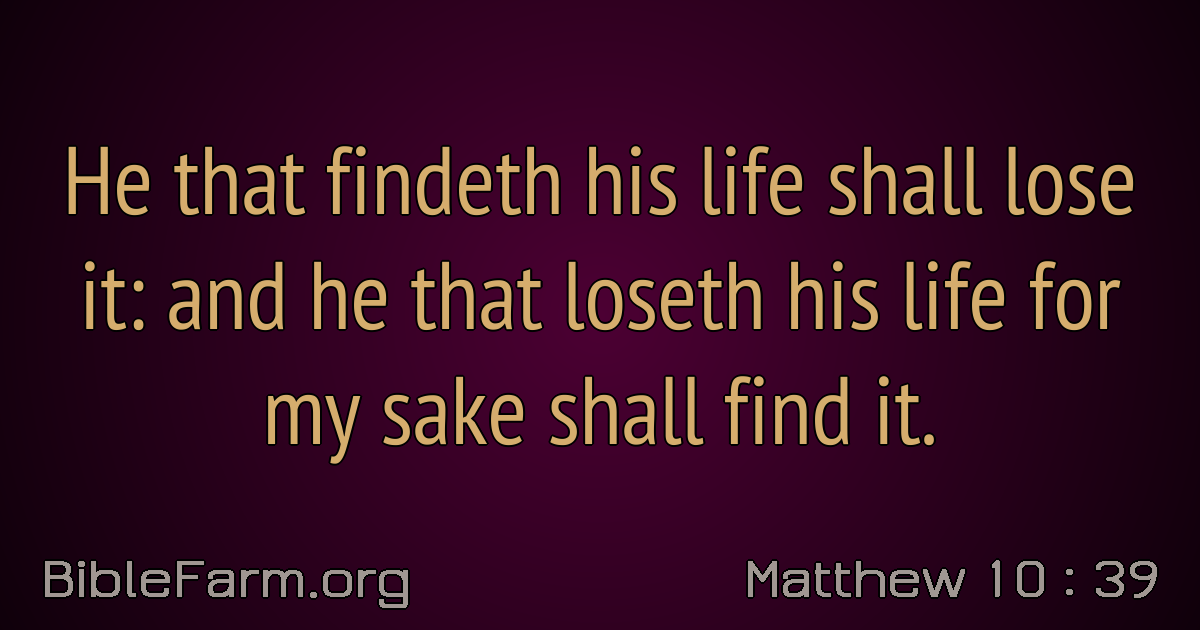 He that findeth his life shall lose
it: and he that loseth his life for
my sake shall find it.
BibleFarm.org
Matthew 10 : 39